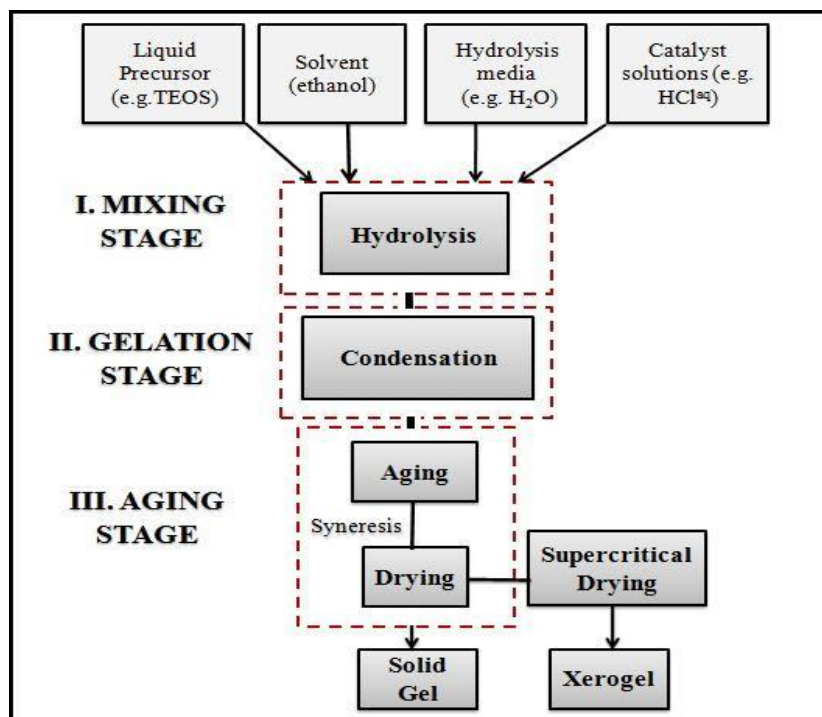 Liquid
Precursor
(e.g.TEOS)
Solvent
(ethanol)
Hydrolysis
media
(e.g. H₂O)
Catalyst
solutions (e.g.
HClᵃq)
I. MIXING
STAGE
Hydrolysis
II. GELATION
STAGE
Condensation
III. AGING
STAGE
Aging
Syneresis
Drying
Supercritical
Drying
Solid
Gel
Xerogel